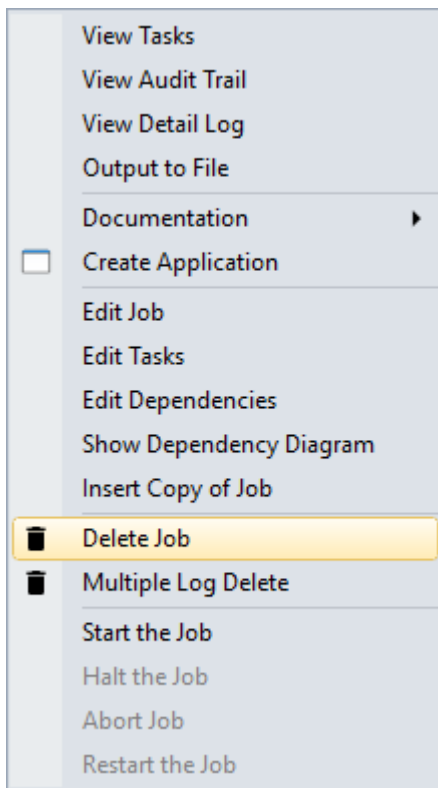 View Tasks
View Audit Trail
View Detail Log
Output to File
Documentation
Create Application
Edit Job
Edit Tasks
Edit Dependencies
Show Dependency Diagram
Insert Copy of Job
Delete Job
Multiple Log Delete
Start the Job
Halt the Job
Abort Job
Restart the Job